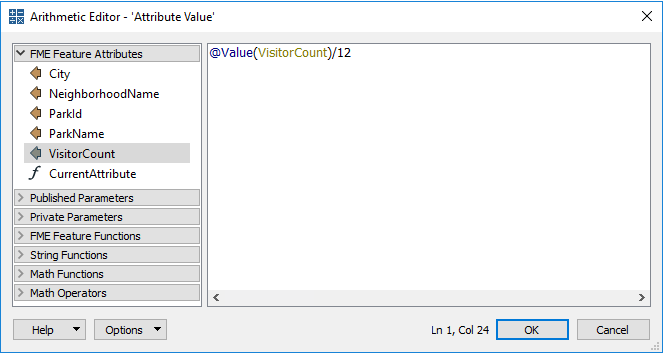 Arithmetic Editor - 'Attribute Value'
FME Feature Attributes
City
NeighborhoodName
ParkId
ParkName
VisitorCount
CurrentAttribute
Published Parameters
Private Parameters
FME Feature Functions
String Functions
Math Functions
Math Operators
@Value(VisitorCount)/12
Help
Options
Ln 1, Col 24
OK
Cancel